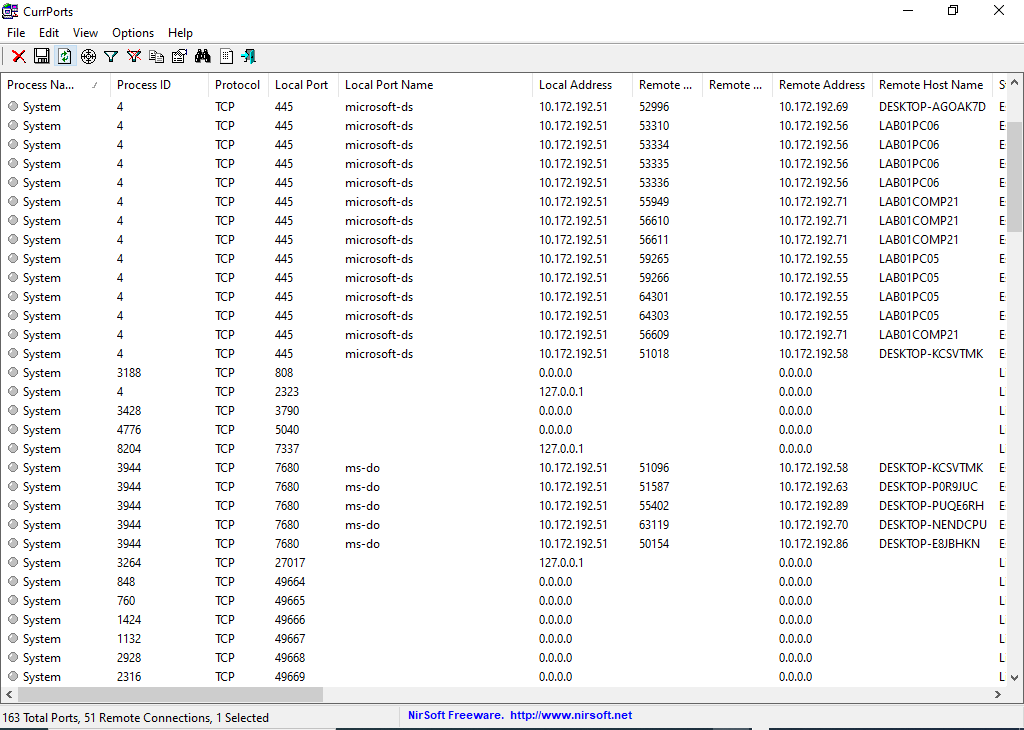 CurrPorts
File Edit View Options Help
Process Na... Process ID Protocol Local Port Local Port Name Local Address Remote ... Remote ... Remote Address Remote Host Name S
System 4 TCP 445 microsoft-ds 10.172.192.51 52996 10.172.192.69 DESKTOP-AGOAK7D E
System 4 TCP 445 microsoft-ds 10.172.192.51 53310 10.172.192.56 LAB01PC06 E
System 4 TCP 445 microsoft-ds 10.172.192.51 53334 10.172.192.56 LAB01PC06 E
System 4 TCP 445 microsoft-ds 10.172.192.51 53335 10.172.192.56 LAB01PC06 E
System 4 TCP 445 microsoft-ds 10.172.192.51 53336 10.172.192.56 LAB01PC06 E
System 4 TCP 445 microsoft-ds 10.172.192.51 55949 10.172.192.71 LAB01COMP21 E
System 4 TCP 445 microsoft-ds 10.172.192.51 56610 10.172.192.71 LAB01COMP21 E
System 4 TCP 445 microsoft-ds 10.172.192.51 56611 10.172.192.71 LAB01COMP21 E
System 4 TCP 445 microsoft-ds 10.172.192.51 59265 10.172.192.55 LAB01PC05 E
System 4 TCP 445 microsoft-ds 10.172.192.51 59266 10.172.192.55 LAB01PC05 E
System 4 TCP 445 microsoft-ds 10.172.192.51 64301 10.172.192.55 LAB01PC05 E
System 4 TCP 445 microsoft-ds 10.172.192.51 64303 10.172.192.55 LAB01PC05 E
System 4 TCP 445 microsoft-ds 10.172.192.51 56609 10.172.192.71 LAB01COMP21 E
System 4 TCP 445 microsoft-ds 10.172.192.51 51018 10.172.192.58 DESKTOP-KCSVTMK E
System 3188 TCP 808 0.0.0.0 0.0.0.0 L
System 4 TCP 2323 127.0.0.1 0.0.0.0 L
System 3428 TCP 3790 0.0.0.0 0.0.0.0 L
System 4776 TCP 5040 0.0.0.0 0.0.0.0 L
System 8204 TCP 7337 127.0.0.1 0.0.0.0 L
System 3944 TCP 7680 ms-do 10.172.192.51 51096 10.172.192.58 DESKTOP-KCSVTMK E
System 3944 TCP 7680 ms-do 10.172.192.51 51587 10.172.192.63 DESKTOP-P0R9JUC E
System 3944 TCP 7680 ms-do 10.172.192.51 55402 10.172.192.89 DESKTOP-PUQE6RH E
System 3944 TCP 7680 ms-do 10.172.192.51 63119 10.172.192.70 DESKTOP-NENDCPU E
System 3944 TCP 7680 ms-do 10.172.192.51 50154 10.172.192.86 DESKTOP-E8JBHKN E
System 3264 TCP 27017 127.0.0.1 0.0.0.0 L
System 848 TCP 49664 0.0.0.0 0.0.0.0 L
System 760 TCP 49665 0.0.0.0 0.0.0.0 L
System 1424 TCP 49666 0.0.0.0 0.0.0.0 L
System 1132 TCP 49667 0.0.0.0 0.0.0.0 L
System 2928 TCP 49668 0.0.0.0 0.0.0.0 L
System 2316 TCP 49669 0.0.0.0 0.0.0.0 L
163 Total Ports, 51 Remote Connections, 1 Selected NirSoft Freeware. http://www.nirsoft.net